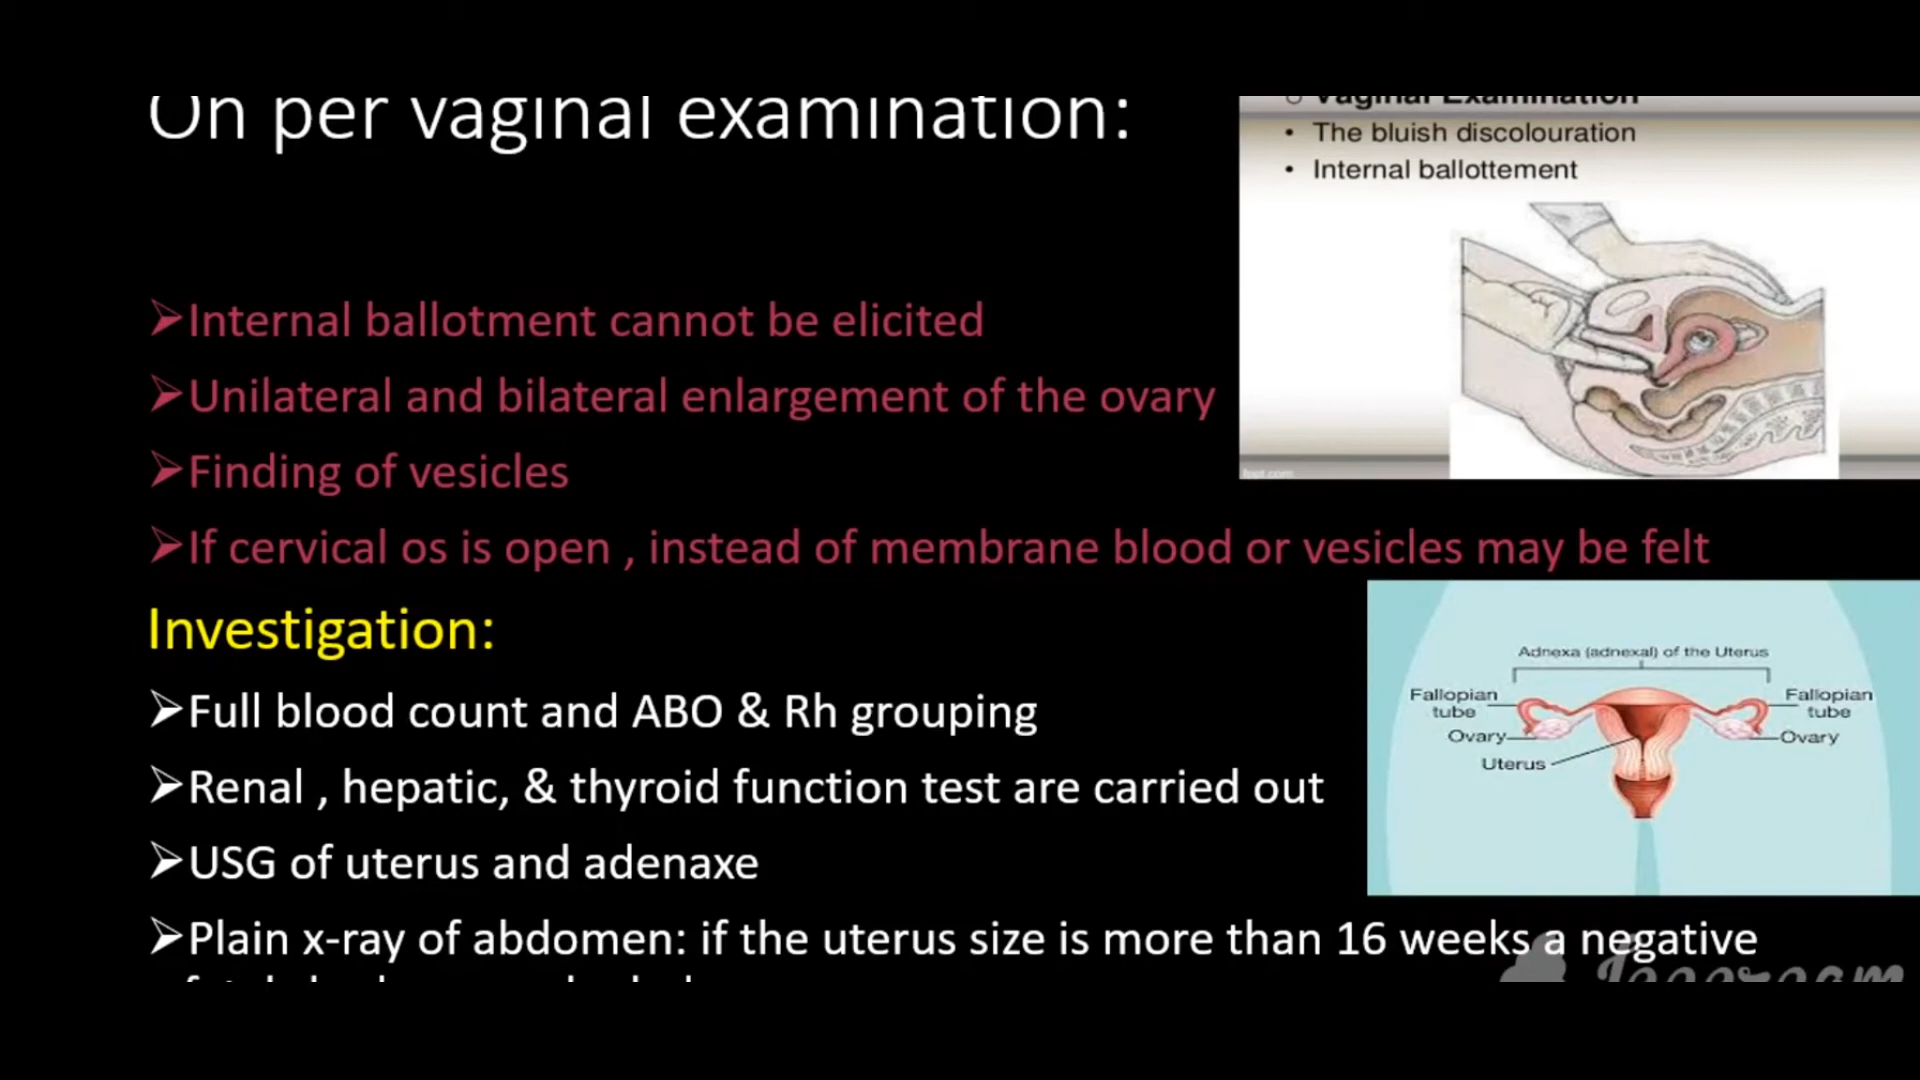 On per vaginal examination:
Vaginal Examination
• The bluish discolouration
• Internal ballottement
➢Internal ballotment cannot be elicited
➢Unilateral and bilateral enlargement of the ovary
➢Finding of vesicles
➢If cervical os is open , instead of membrane blood or vesicles may be felt
Investigation:
➢Full blood count and ABO & Rh grouping
➢Renal , hepatic, & thyroid function test are carried out
➢USG of uterus and adenaxe
➢Plain x-ray of abdomen: if the uterus size is more than 16 weeks a negative
Adnexa (adnexal) of the Uterus
Fallopian tube
Fallopian tube
Ovary
Ovary
Uterus